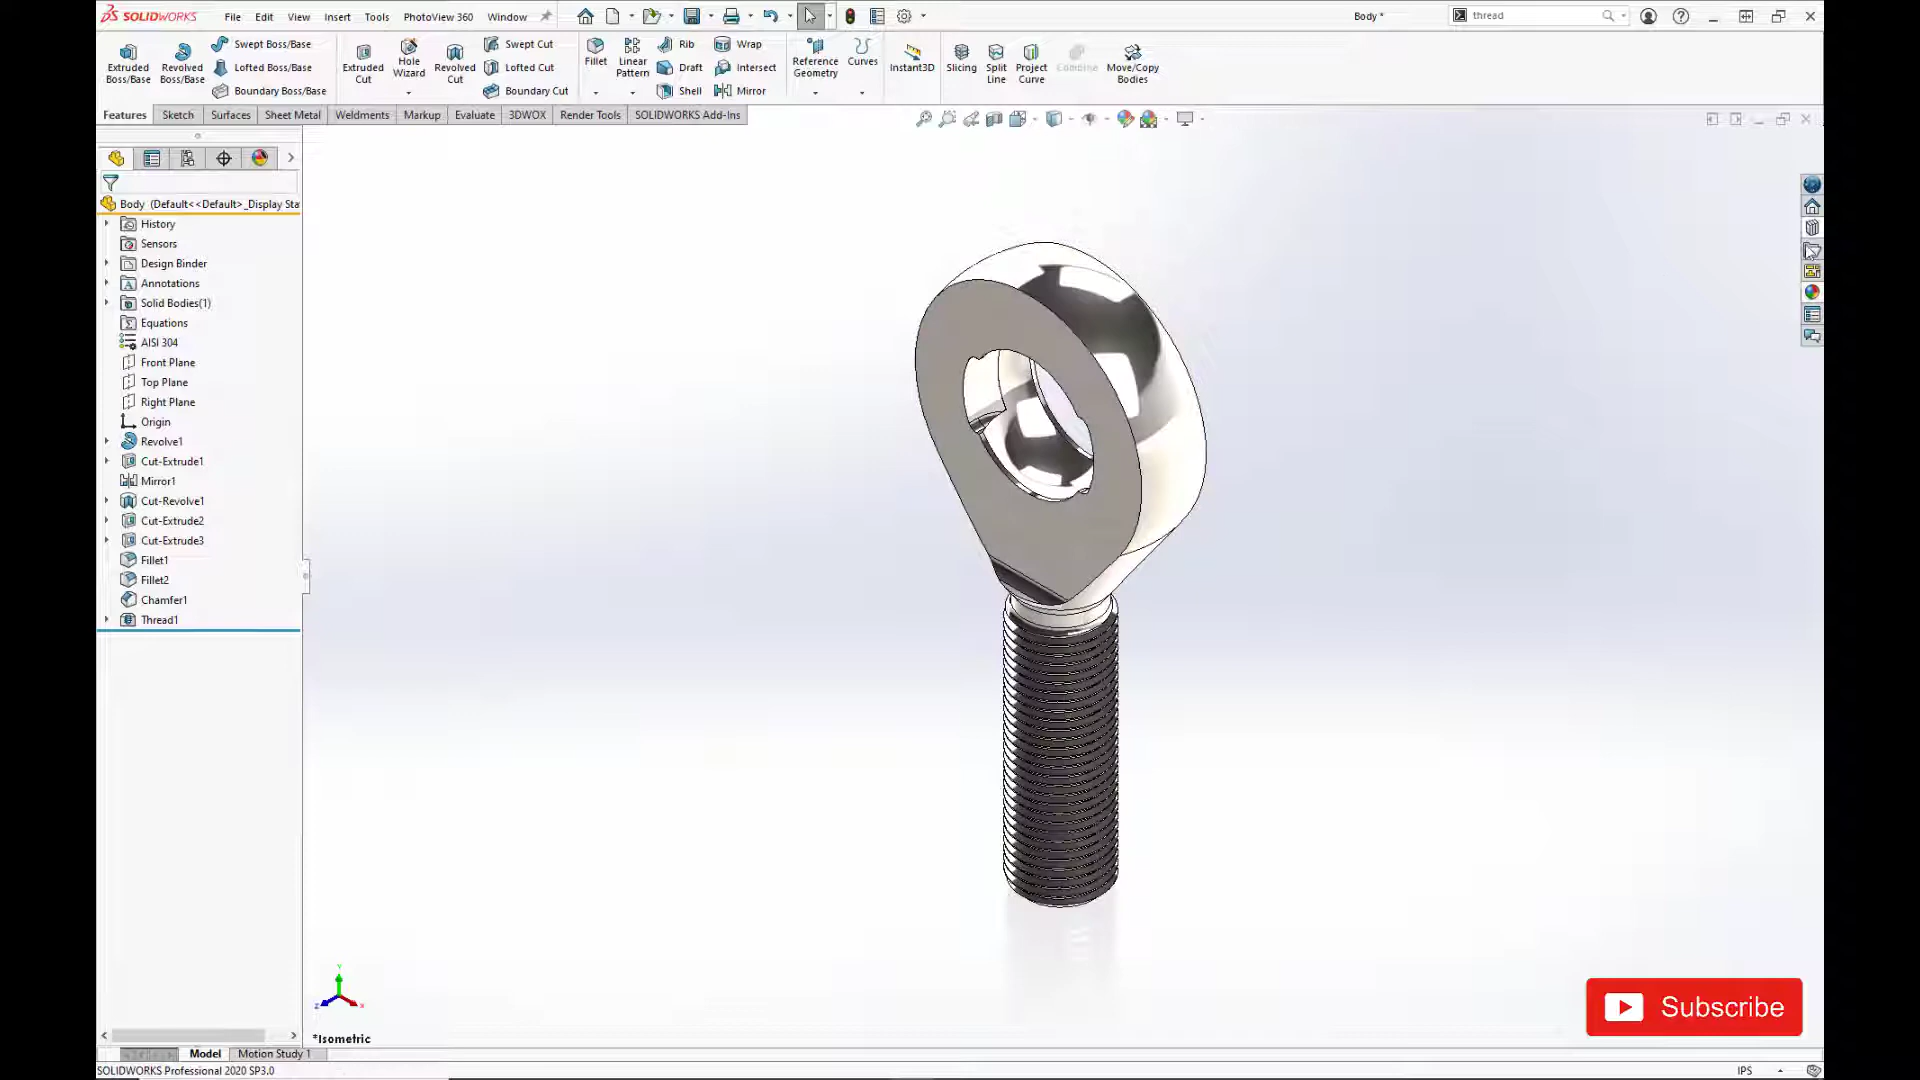 SOLIDWORKS File Edit View Insert Tools PhotoView 360 Window Body * thread
Extruded Boss/Base
Revolved Boss/Base
Swept Boss/Base
Lofted Boss/Base
Boundary Boss/Base
Extruded Cut
Hole Wizard
Revolved Cut
Swept Cut
Lofted Cut
Boundary Cut
Fillet
Linear Pattern
Rib
Draft
Shell
Wrap
Intersect
Mirror
Reference Geometry
Curves
Instant3D
Slicing
Split Line
Project Curve
Combine
Move/Copy Bodies
Features Sketch Surfaces Sheet Metal Weldments Markup Evaluate 3DWOX Render Tools SOLIDWORKS Add-Ins
Body (Default<<Default>_Display Sta
History
Sensors
Design Binder
Annotations
Solid Bodies(1)
Equations
AISI 304
Front Plane
Top Plane
Right Plane
Origin
Revolve1
Cut-Extrude1
Mirror1
Cut-Revolve1
Cut-Extrude2
Cut-Extrude3
Fillet1
Fillet2
Chamfer1
Thread1
Y
Z X
*Isometric
Subscribe
Model Motion Study 1
SOLIDWORKS Professional 2020 SP3.0 IPS